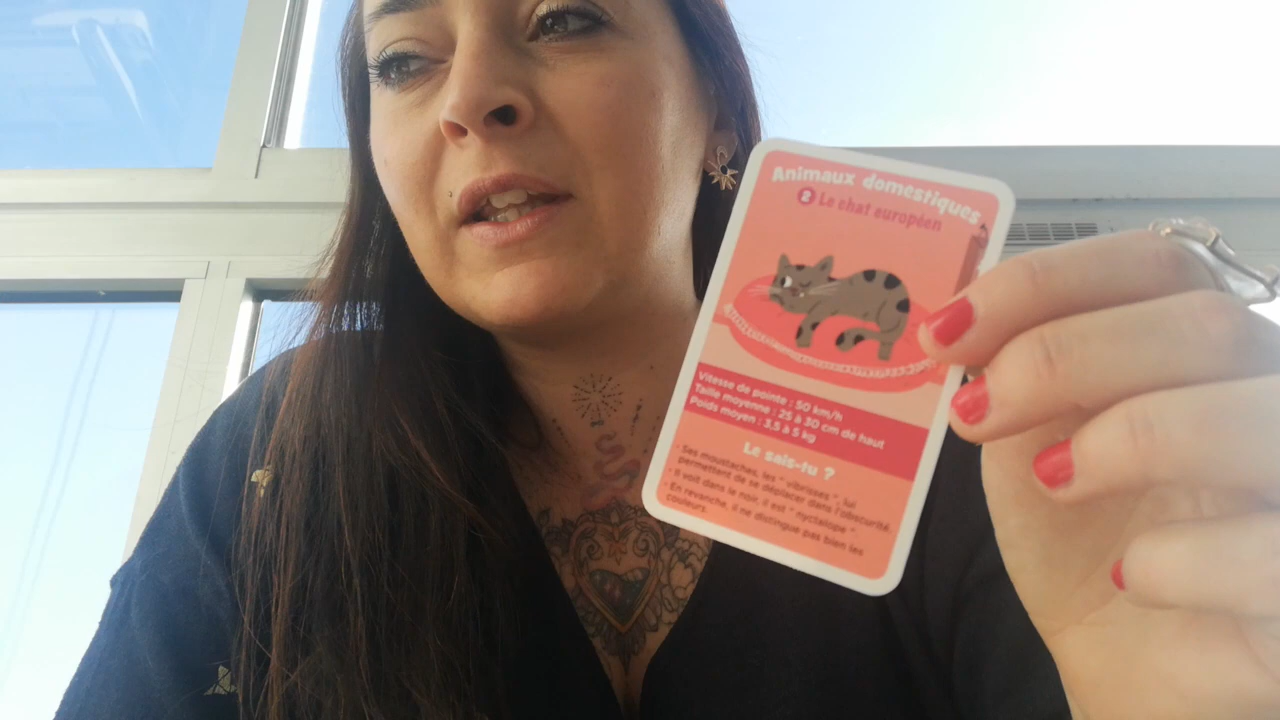 Animaux domestiques
2 Le chat européen
Vitesse de pointe : 50 km/h
Taille moyenne : 25 à 30 cm de haut
Poids moyen : 3,5 à 5 kg
Le sais-tu ?
- Ses moustaches, les " vibrisses ", lui
permettent de se déplacer dans l'obscurité.
- Il voit dans le noir, il est " nyctalope "
- En revanche, il ne distingue pas bien les
couleurs.